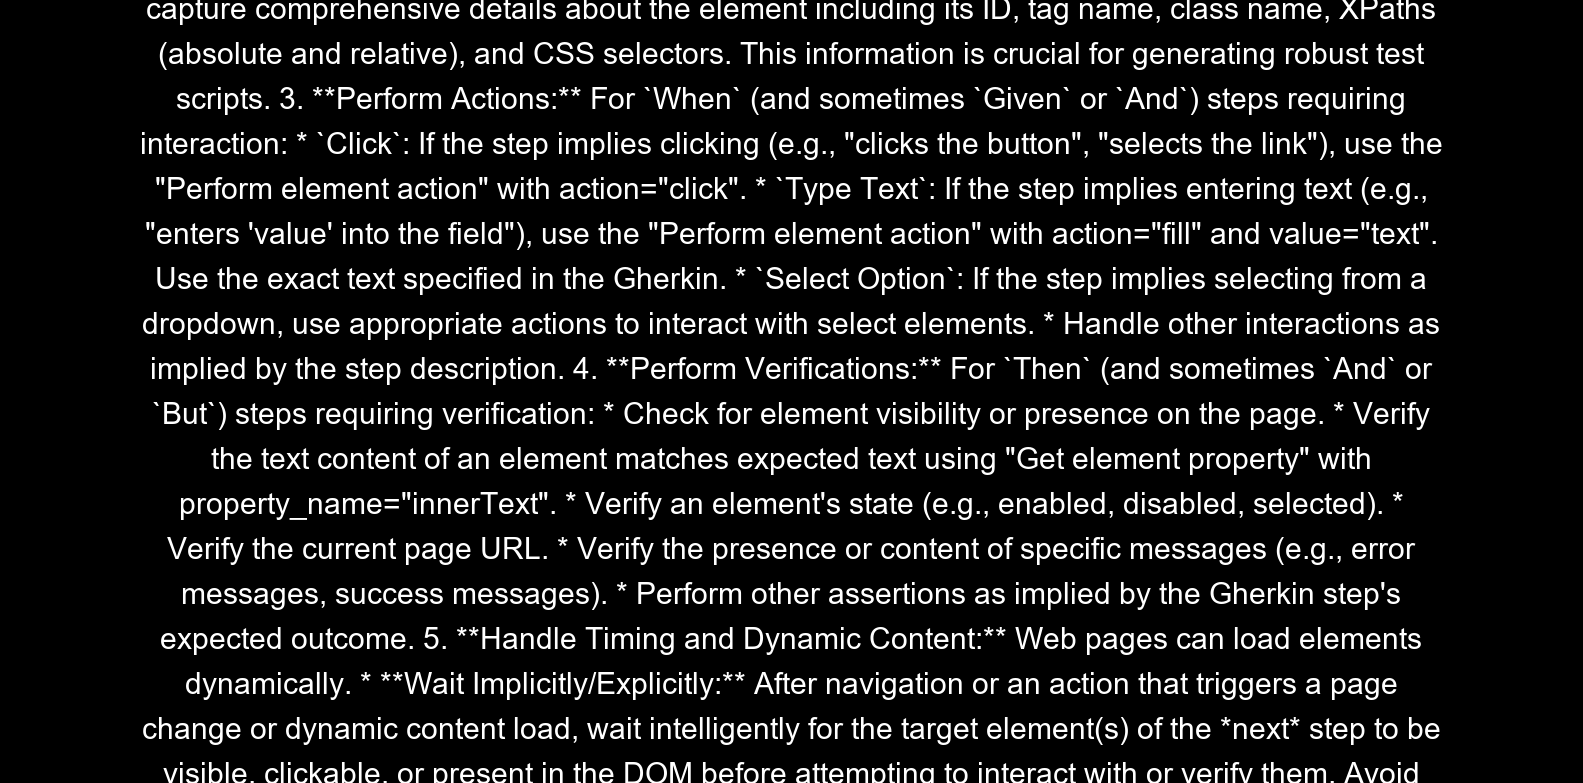 capture comprehensive details about the element including its ID, tag name, class name, XPaths
(absolute and relative), and CSS selectors. This information is crucial for generating robust test
scripts. 3. **Perform Actions:** For `When` (and sometimes `Given` or `And`) steps requiring
interaction: * `Click`: If the step implies clicking (e.g., "clicks the button", "selects the link"), use the
"Perform element action" with action="click". * `Type Text`: If the step implies entering text (e.g.,
"enters 'value' into the field"), use the "Perform element action" with action="fill" and value="text".
Use the exact text specified in the Gherkin. * `Select Option`: If the step implies selecting from a
dropdown, use appropriate actions to interact with select elements. * Handle other interactions as
implied by the step description. 4. **Perform Verifications:** For `Then` (and sometimes `And` or
`But`) steps requiring verification: * Check for element visibility or presence on the page. * Verify
the text content of an element matches expected text using "Get element property" with
property_name="innerText". * Verify an element's state (e.g., enabled, disabled, selected). *
Verify the current page URL. * Verify the presence or content of specific messages (e.g., error
messages, success messages). * Perform other assertions as implied by the Gherkin step's
expected outcome. 5. **Handle Timing and Dynamic Content:** Web pages can load elements
dynamically. * **Wait Implicitly/Explicitly:** After navigation or an action that triggers a page
change or dynamic content load, wait intelligently for the target element(s) of the *next* step to be
visible, clickable, or present in the DOM before attempting to interact with or verify them. Avoid